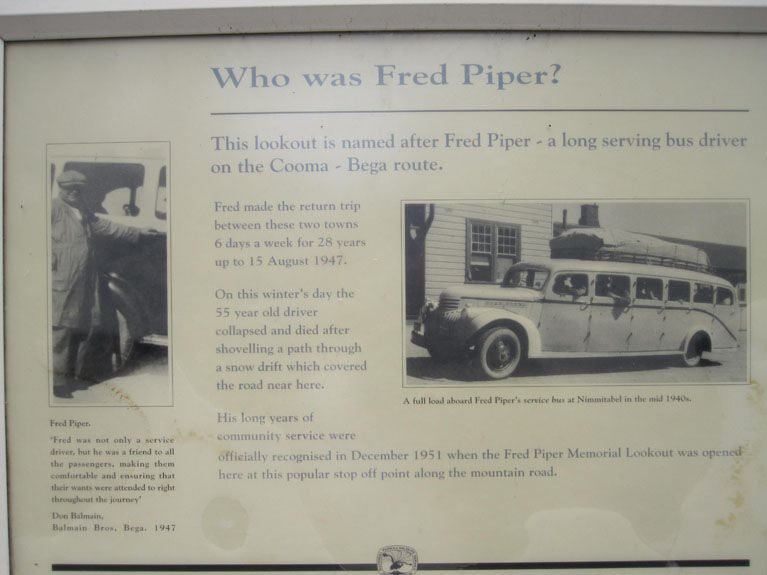 Who was Fred Piper?
This lookout is named after Fred Piper - a long serving bus driver
on the Cooma - Bega route.
Fred made the return trip
between these two towns
6 days a week for 28 years
up to 15 August 1947.
On this winter's day the
55 year old driver
collapsed and died after
shovelling a path through
a snow drift which covered
the road near here.
His long years of
community service were
officially recognised in December 1951 when the Fred Piper Memorial Lookout was opened
here at this popular stop off point along the mountain road.
A full load aboard Fred Piper's service bus at Nimmitabel in the mid 1940s.
Fred Piper.
'Fred was not only a service
driver, but he was a friend to all
the passengers, making them
comfortable and ensuring that
their wants were attended to right
throughout the journey'
Don Balmain,
Balmain Bros, Bega. 1947